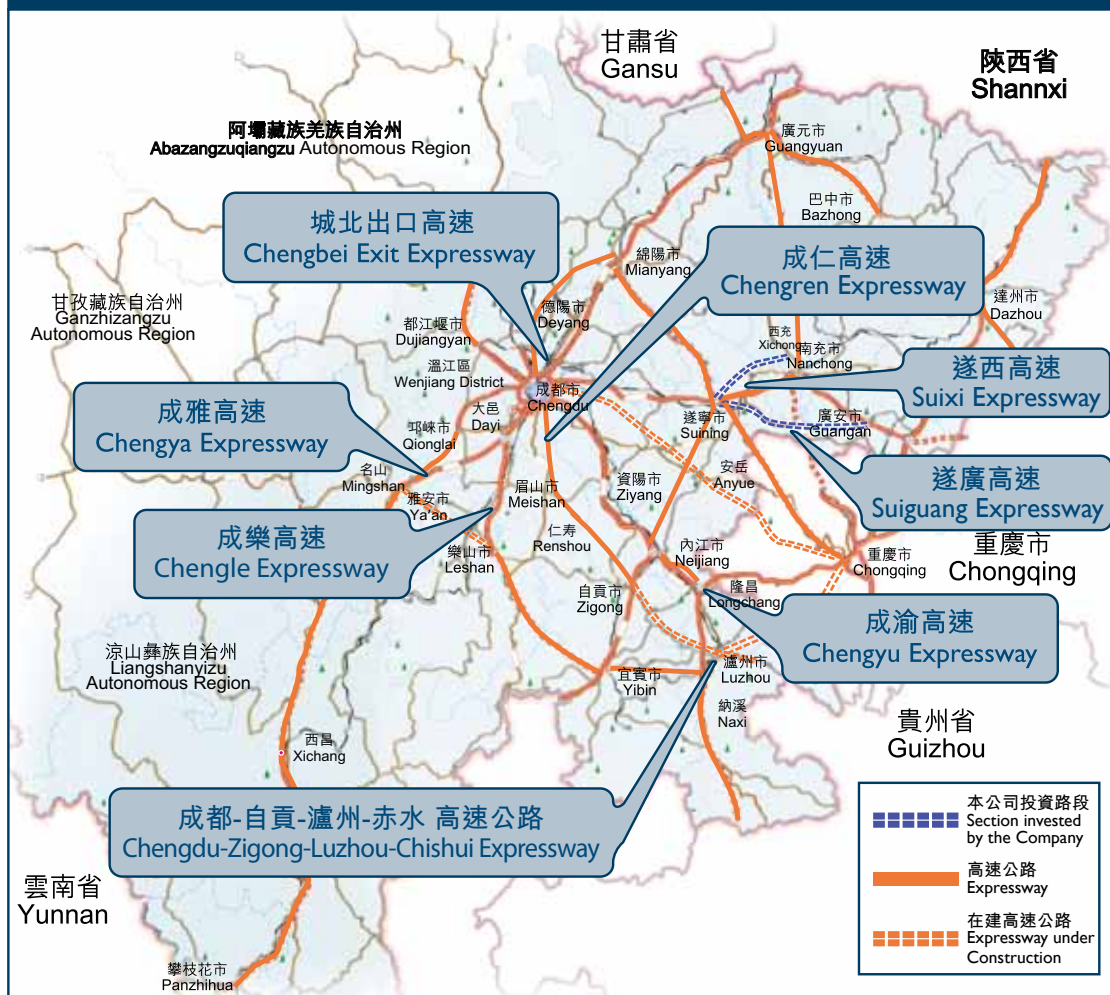 甘肅省
Gansu
陝西省
Shannxi
阿壩藏族羌族自治州
Abazangzuqiangzu Autonomous Region
廣元市
Guangyuan
巴中市
Bazhong
城北出口高速
Chengbei Exit Expressway
綿陽市
Mianyang
成仁高速
Chengren Expressway
甘孜藏族自治州
Ganzhizangzu
Autonomous Region
德陽市
Deyang
都江堰市
Dujiangyan
達州市
Dazhou
西充
Xichong
南充市
Nanchong
溫江區
Wenjiang District
成都市
Chengdu
遂西高速
Suixi Expressway
成雅高速
Chengya Expressway
大邑
Dayi
邛崍市
Qionglai
遂寧市
Suining
廣安市
Guangan
名山
Mingshan
雅安市
Ya'an
眉山市
Meishan
資陽市
Ziyang
安岳
Anyue
遂廣高速
Suiguang Expressway
成樂高速
Chengle Expressway
樂山市
Leshan
仁寿
Renshou
內江市
Neijiang
重慶市
Chongqing
重慶市
Chongqing
自貢市
Zigong
隆昌
Longchang
成渝高速
Chengyu Expressway
涼山彝族自治州
Liangshanyizu
Autonomous Region
宜賓市
Yibin
瀘州市
Luzhou
納溪
Naxi
貴州省
Guizhou
西昌
Xichang
成都-自貢-瀘州-赤水 高速公路
Chengdu-Zigong-Luzhou-Chishui Expressway
本公司投資路段
Section invested
by the Company
高速公路
Expressway
在建高速公路
Expressway under
Construction
雲南省
Yunnan
攀枝花市
Panzhihua